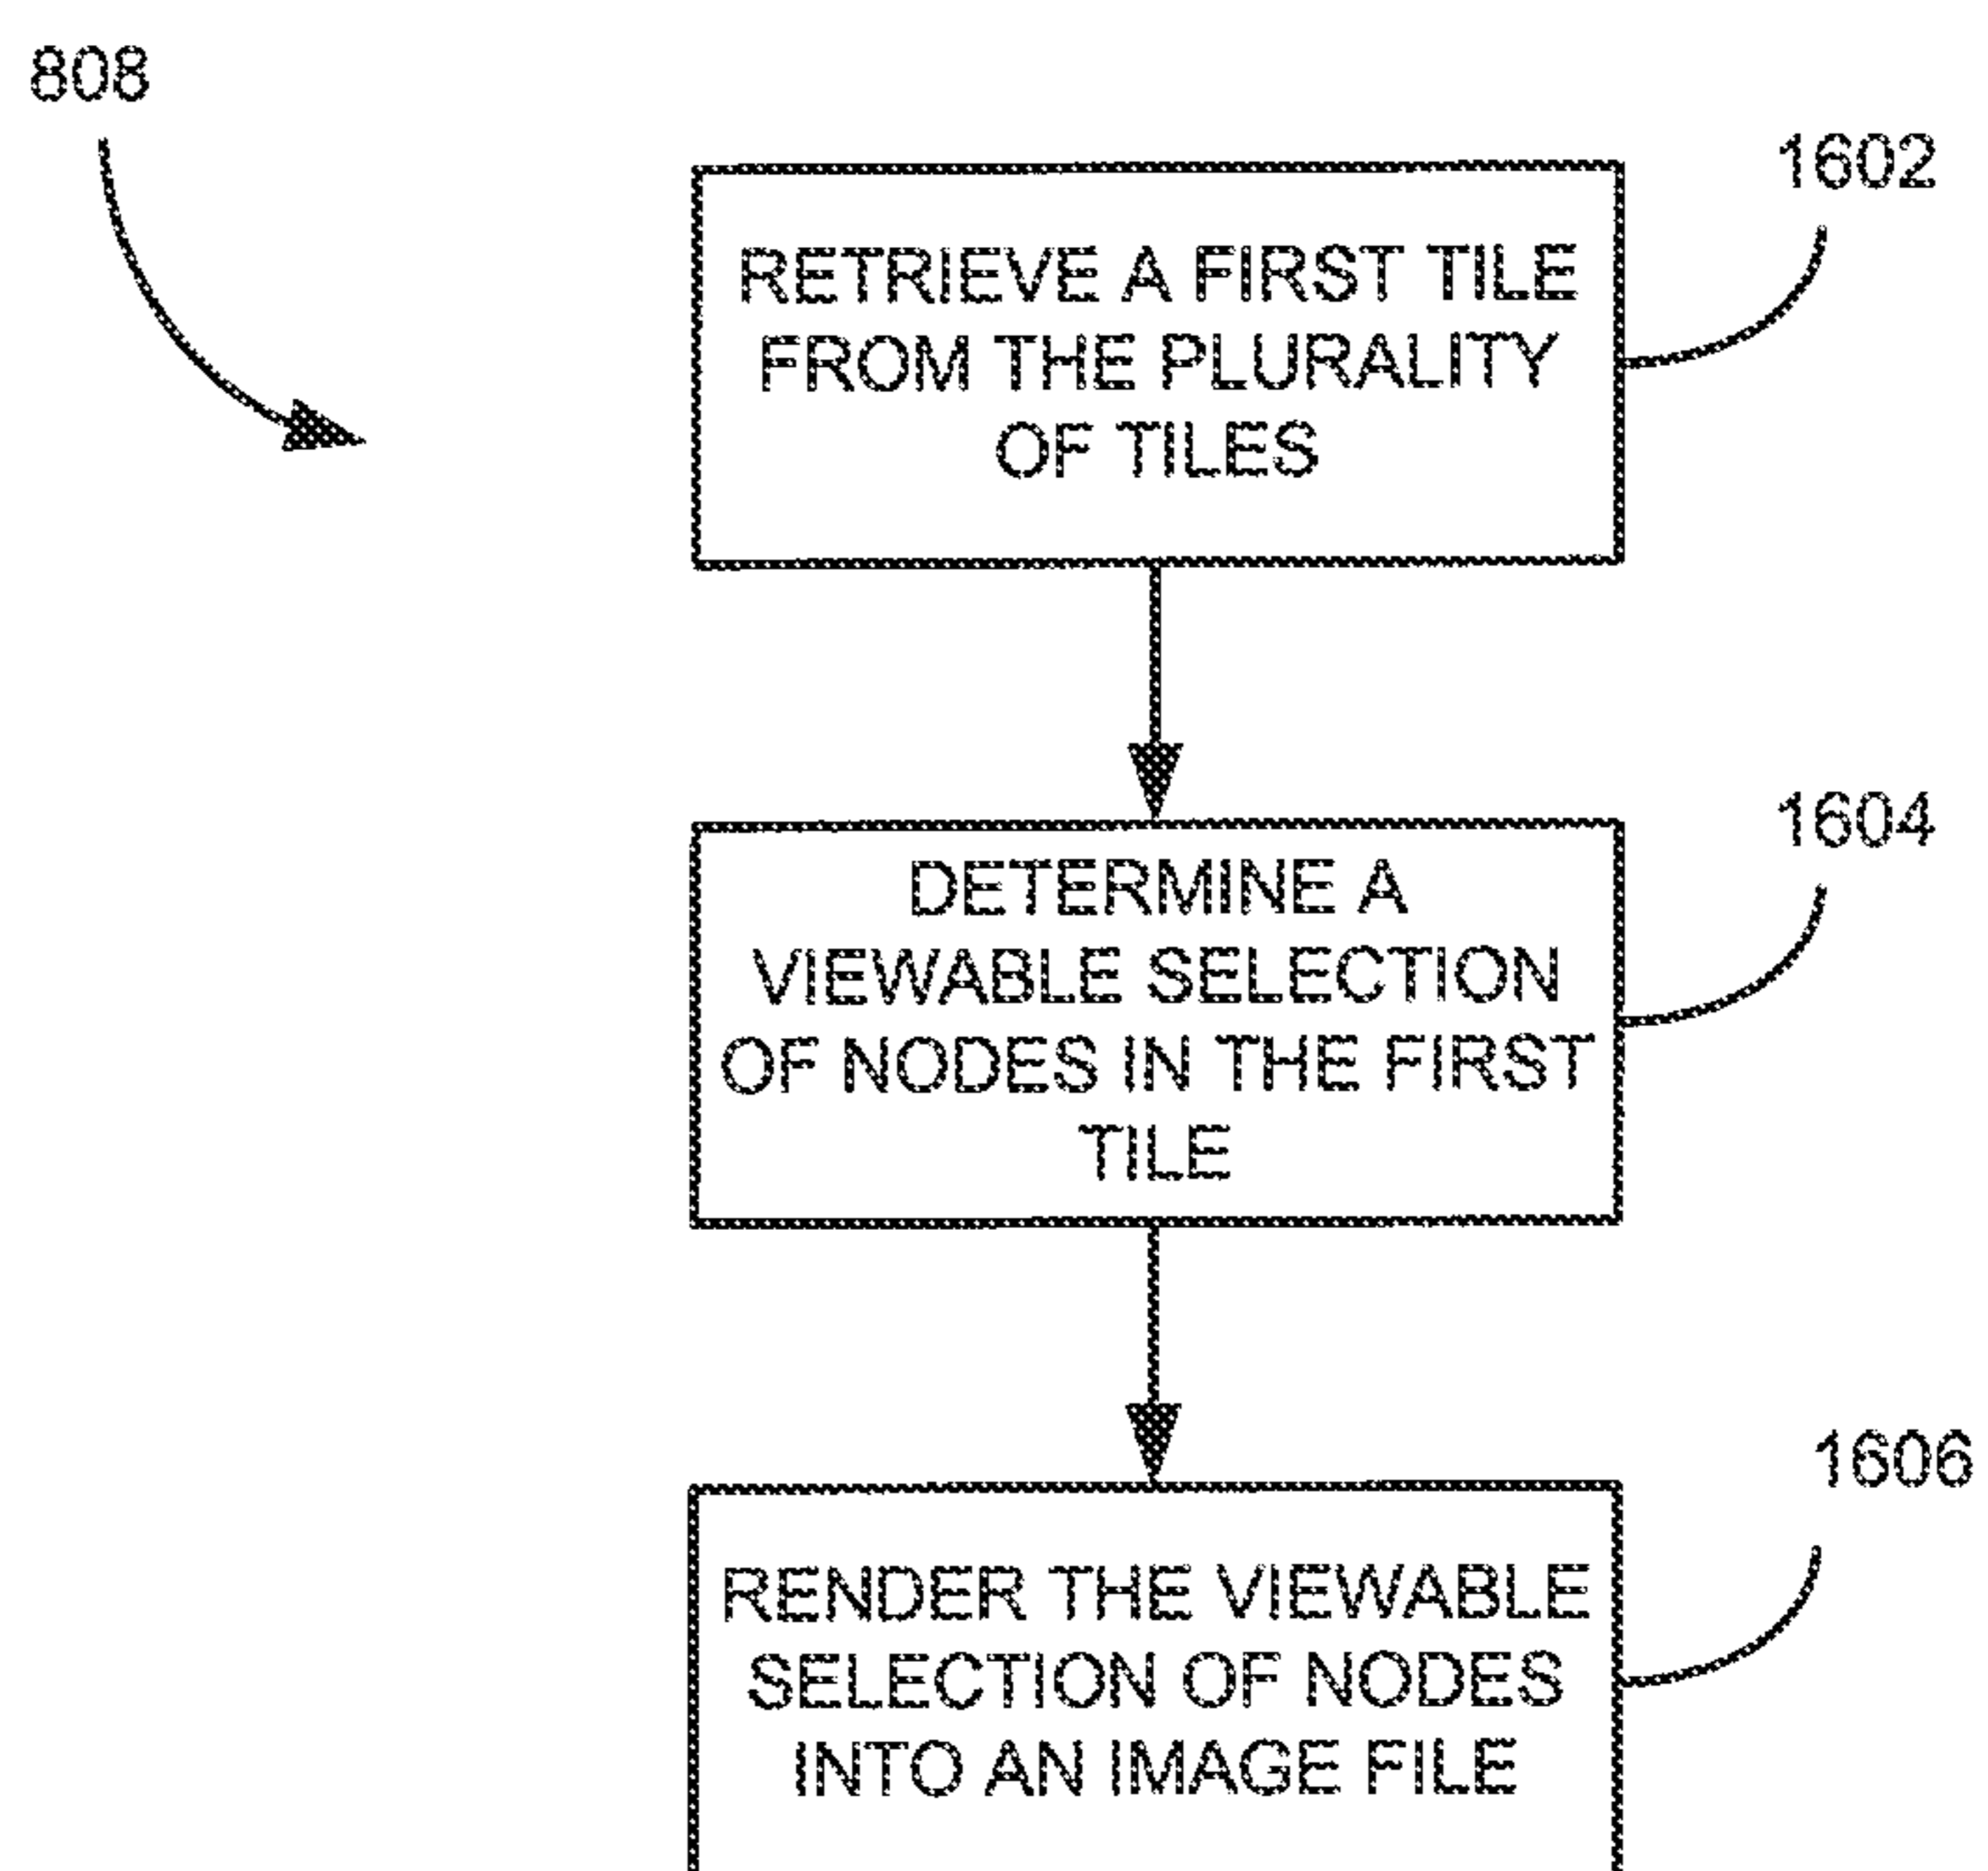 808
1602
RETRIEVE A FIRST TILE
FROM THE PLURALITY
OF TILES
1604
DETERMINE A
VIEWABLE SELECTION
OF NODES IN THE FIRST
TILE
1606
RENDER THE VIEWABLE
SELECTION OF NODES
INTO AN IMAGE FILE